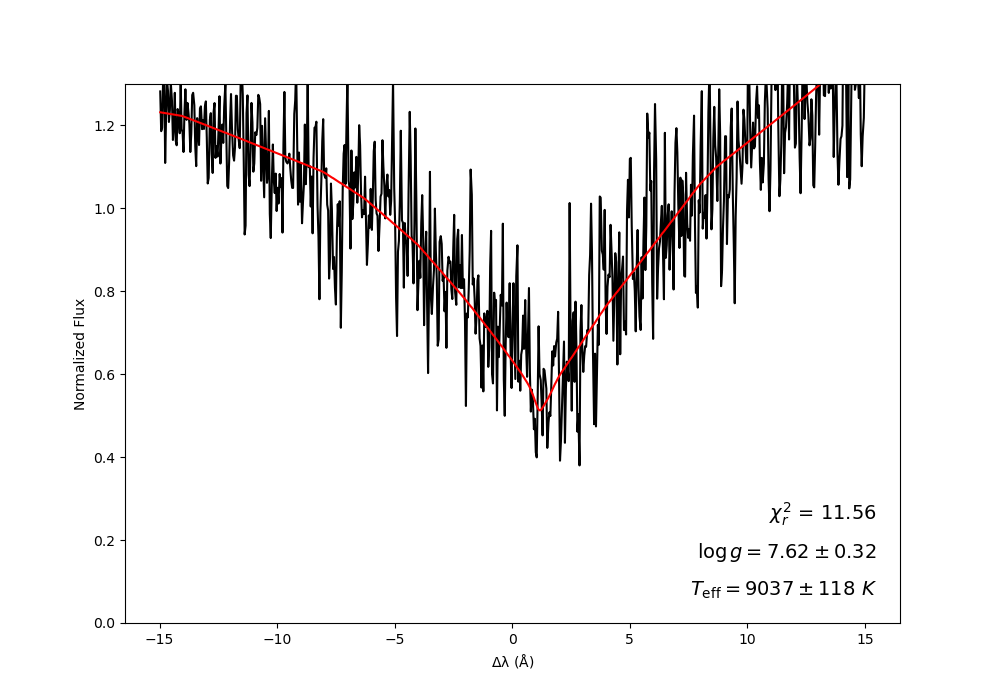 1.2
1.0
0.8
0.6
0.4
0.2
0.0
Normalized Flux
χ²ᵣ = 11.56
log g = 7.62 ± 0.32
T_eff = 9037 ± 118 K
−15 −10 −5 0 5 10 15
Δλ (Å)